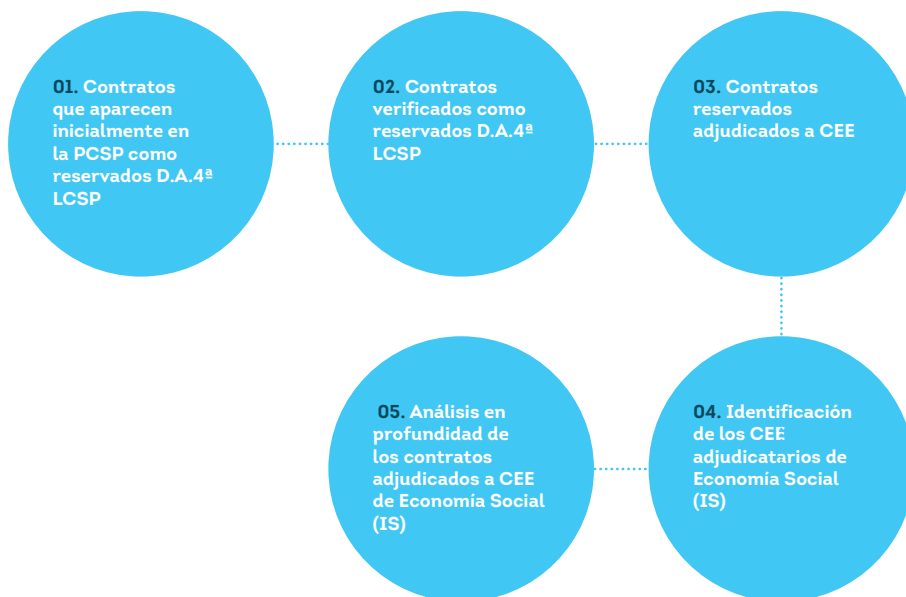 01. Contratos
que aparecen
inicialmente en
la PCSP como
reservados D.A.4ª
LCSP
02. Contratos
verificados como
reservados D.A.4ª
LCSP
03. Contratos
reservados
adjudicados a CEE
04. Identificación
de los CEE
adjudicatarios de
Economía Social
(IS)
05. Análisis en
profundidad de
los contratos
adjudicados a CEE
de Economía Social
(IS)